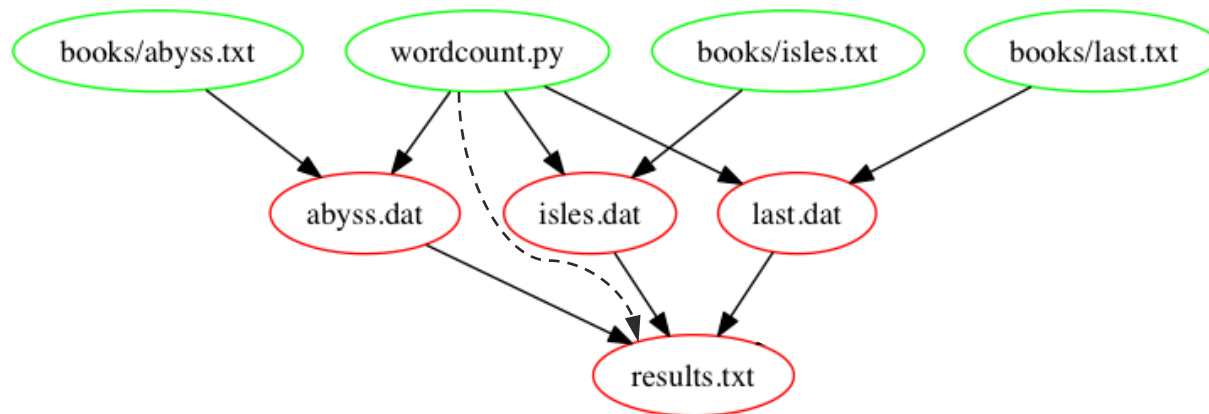 books/abyss.txt
wordcount.py
books/isles.txt
books/last.txt
abyss.dat
isles.dat
last.dat
results.txt